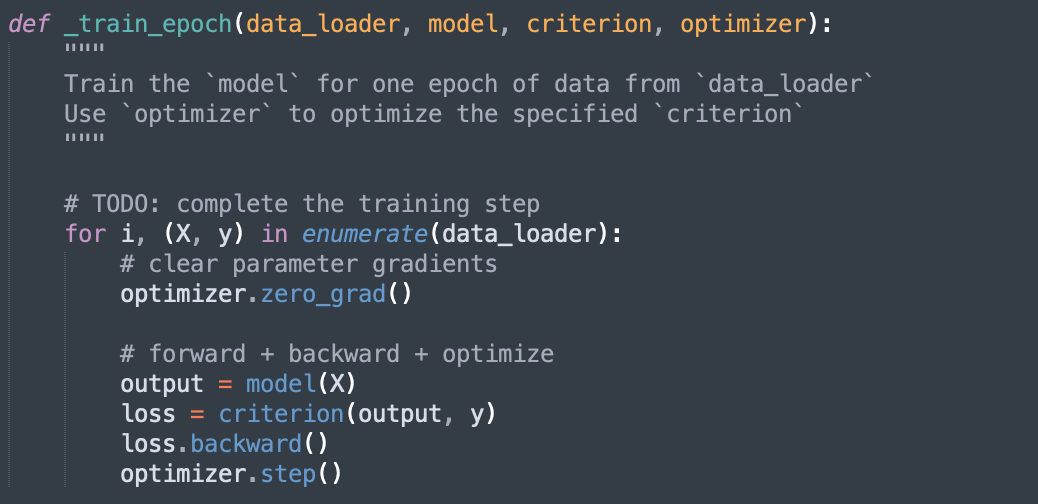 def _train_epoch(data_loader, model, criterion, optimizer):
    """
    Train the `model` for one epoch of data from `data_loader`
    Use `optimizer` to optimize the specified `criterion`
    """

    # TODO: complete the training step
    for i, (X, y) in enumerate(data_loader):
        # clear parameter gradients
        optimizer.zero_grad()

        # forward + backward + optimize
        output = model(X)
        loss = criterion(output, y)
        loss.backward()
        optimizer.step()